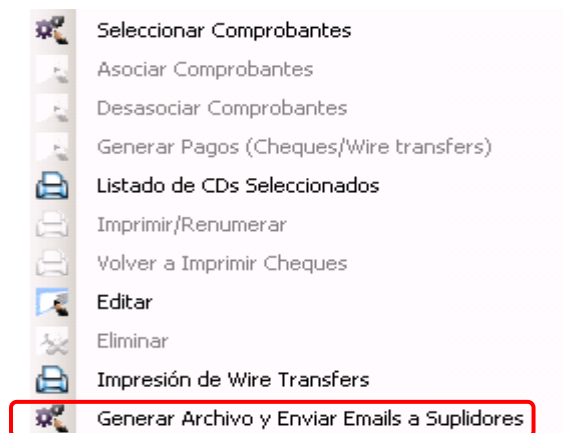 Seleccionar Comprobantes
Asociar Comprobantes
Desasociar Comprobantes
Generar Pagos (Cheques/Wire transfers)
Listado de CDs Seleccionados
Imprimir/Renumerar
Volver a Imprimir Cheques
Editar
Eliminar
Impresión de Wire Transfers
Generar Archivo y Enviar Emails a Suplidores